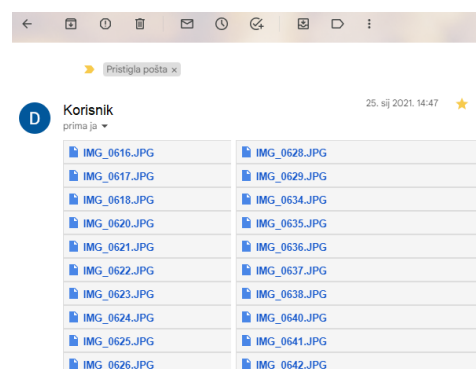 Pristigla pošta ×
D
Korisnik
25. sij 2021. 14:47
prima ja
IMG_0616.JPG IMG_0628.JPG
IMG_0617.JPG IMG_0629.JPG
IMG_0618.JPG IMG_0634.JPG
IMG_0620.JPG IMG_0635.JPG
IMG_0621.JPG IMG_0636.JPG
IMG_0622.JPG IMG_0637.JPG
IMG_0623.JPG IMG_0638.JPG
IMG_0624.JPG IMG_0640.JPG
IMG_0625.JPG IMG_0641.JPG
IMG_0626.JPG IMG_0642.JPG